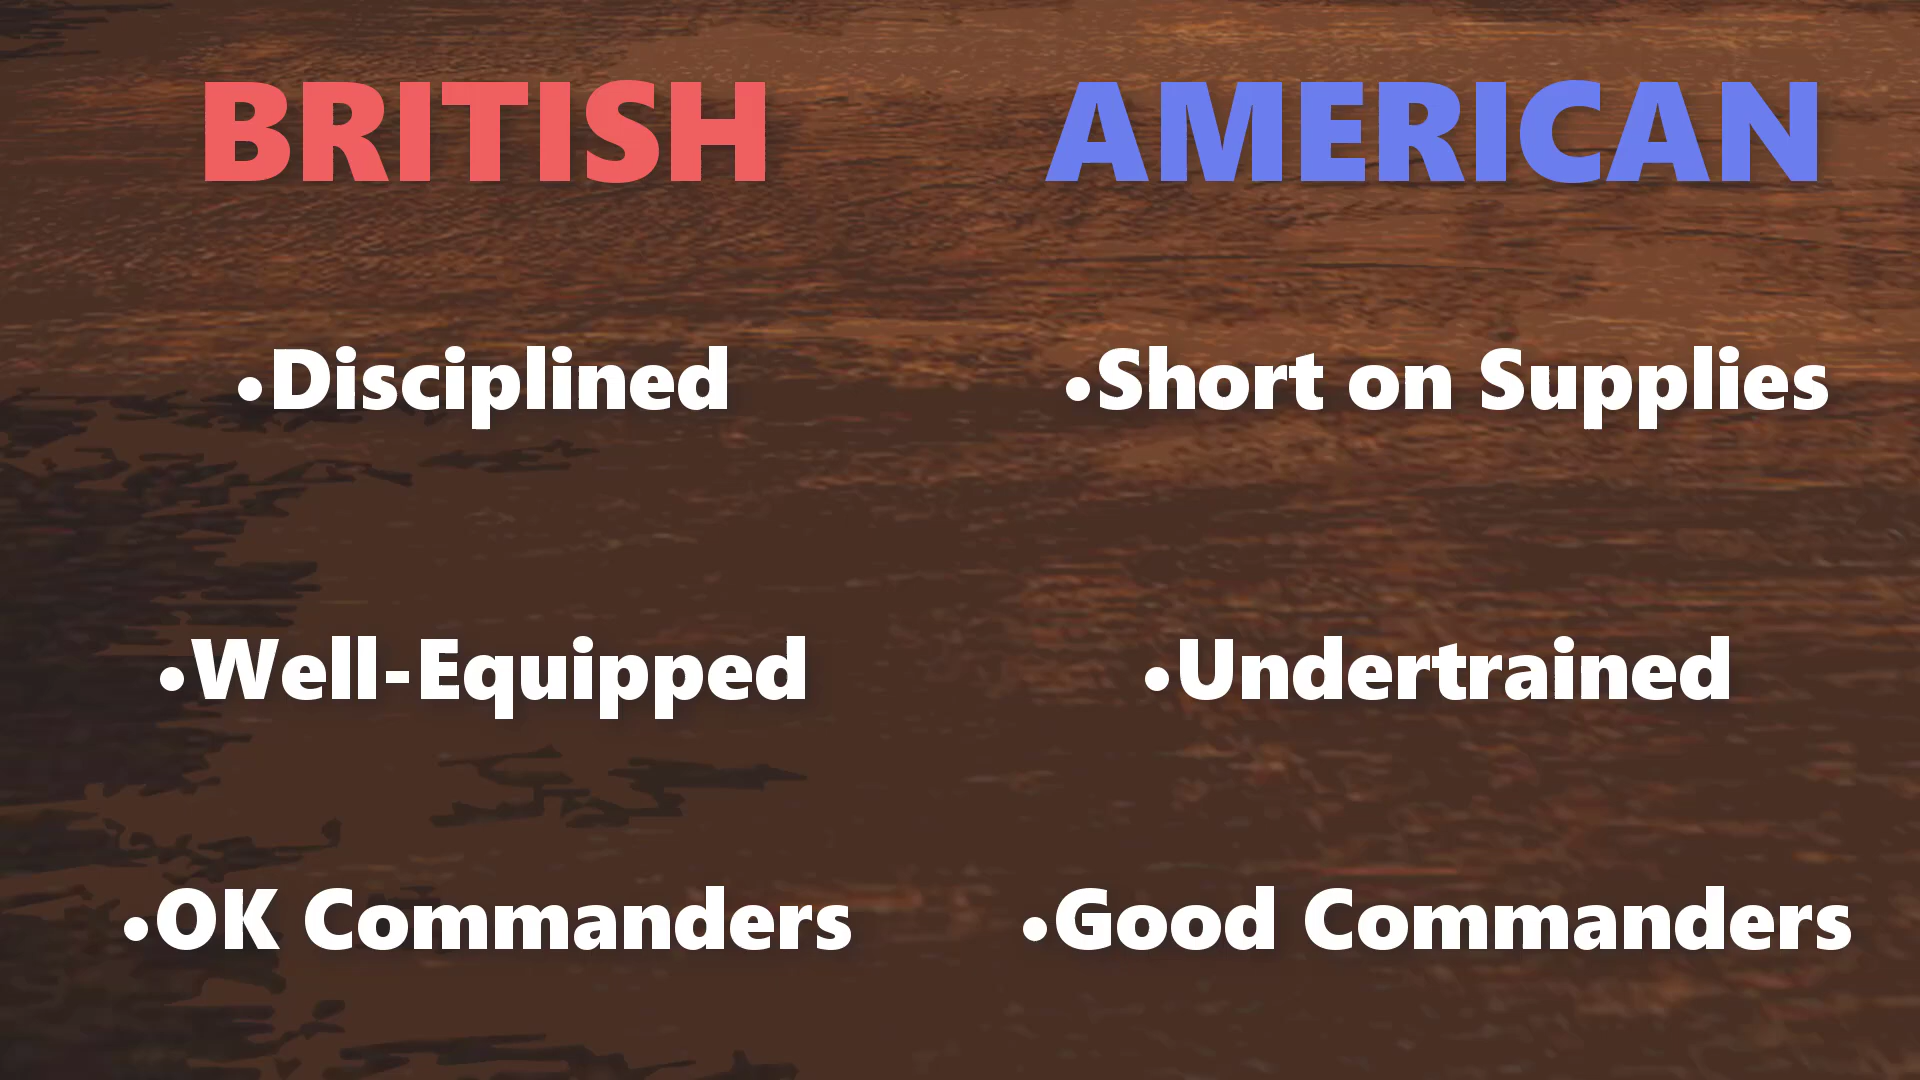 BRITISH
AMERICAN
•Disciplined
•Short on Supplies
•Well-Equipped
•Undertrained
•OK Commanders
•Good Commanders